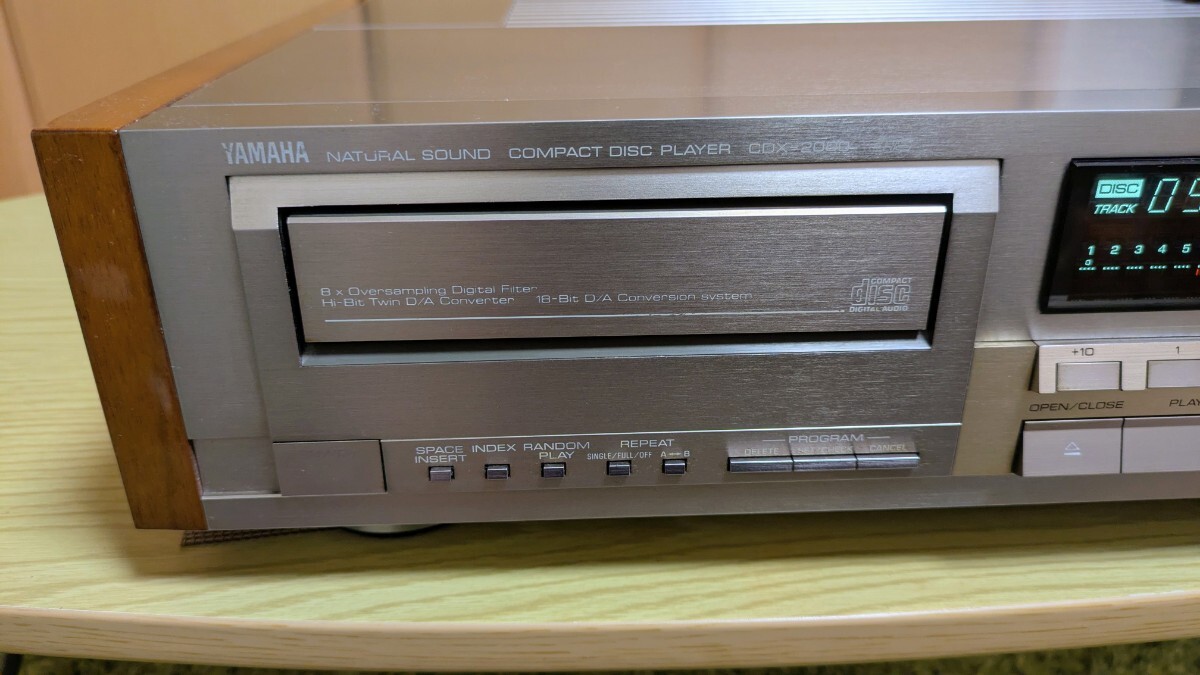 YAMAHA NATURAL SOUND COMPACT DISC PLAYER CDX-2000
8 x Oversampling Digital Filter
Hi-Bit Twin D/A Converter 18-Bit D/A Conversion system
COMPACT
disc
DIGITAL AUDIO
DISC
TRACK
1 2 3 4 5
+10 1
OPEN/CLOSE
SPACE INSERT INDEX RANDOM PLAY REPEAT
SINGLE/FULL/OFF A↔B
PROGRAM
DELETE CANCEL